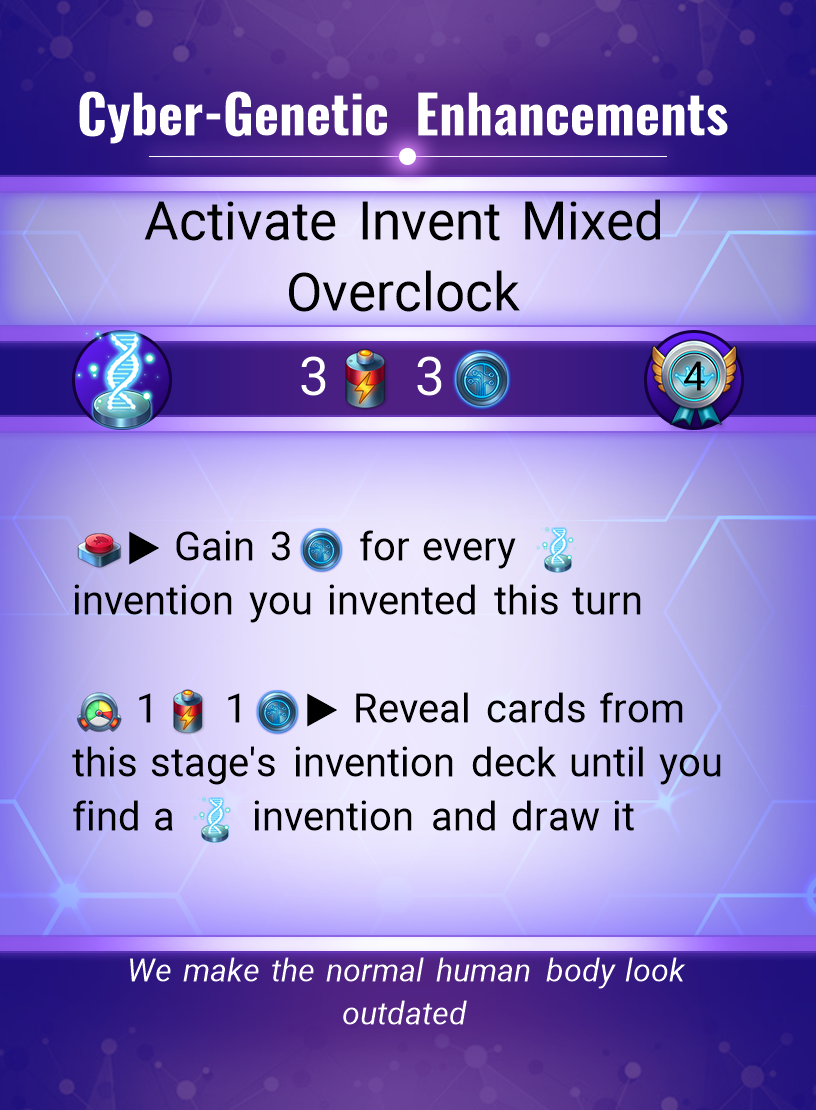 Cyber-Genetic Enhancements
Activate Invent Mixed
Overclock
3 3 4
▶ Gain 3 for every
invention you invented this turn
1 1 ▶ Reveal cards from
this stage's invention deck until you
find a invention and draw it
We make the normal human body look
outdated